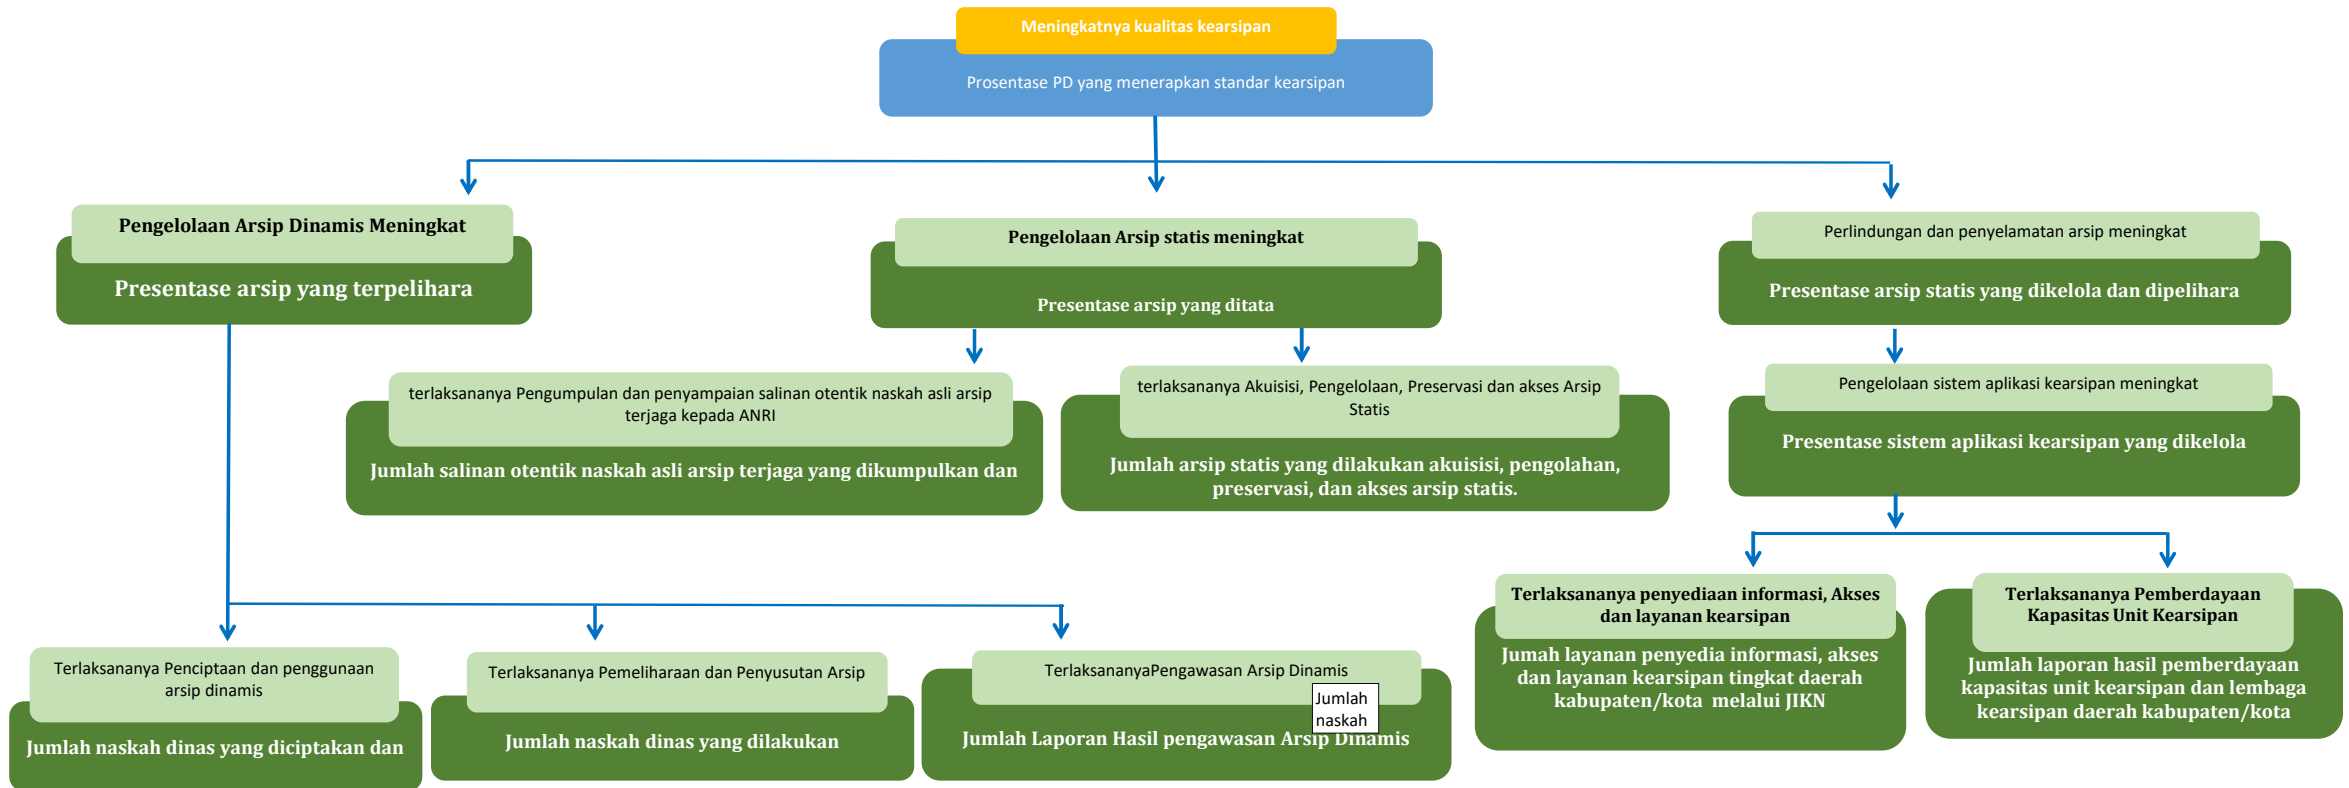 Meningkatnya kualitas kearsipan
Prosentase PD yang menerapkan standar kearsipan
Pengelolaan Arsip Dinamis Meningkat
Presentase arsip yang terpelihara
Pengelolaan Arsip statis meningkat
Presentase arsip yang ditata
Perlindungan dan penyelamatan arsip meningkat
Presentase arsip statis yang dikelola dan dipelihara
terlaksananya Pengumpulan dan penyampaian salinan otentik naskah asli arsip
terjaga kepada ANRI
Jumlah salinan otentik naskah asli arsip terjaga yang dikumpulkan dan
terlaksananya Akuisisi, Pengelolaan, Preservasi dan akses Arsip
Statis
Jumlah arsip statis yang dilakukan akuisisi, pengolahan,
preservasi, dan akses arsip statis.
Pengelolaan sistem aplikasi kearsipan meningkat
Presentase sistem aplikasi kearsipan yang dikelola
Terlaksananya Penciptaan dan penggunaan
arsip dinamis
Jumlah naskah dinas yang diciptakan dan
Terlaksananya Pemeliharaan dan Penyusutan Arsip
Jumlah naskah dinas yang dilakukan
TerlaksananyaPengawasan Arsip Dinamis
Jumlah
naskah
Jumlah Laporan Hasil pengawasan Arsip Dinamis
Terlaksananya penyediaan informasi, Akses
dan layanan kearsipan
Jumah layanan penyedia informasi, akses
dan layanan kearsipan tingkat daerah
kabupaten/kota melalui JIKN
Terlaksananya Pemberdayaan
Kapasitas Unit Kearsipan
Jumlah laporan hasil pemberdayaan
kapasitas unit kearsipan dan lembaga
kearsipan daerah kabupaten/kota